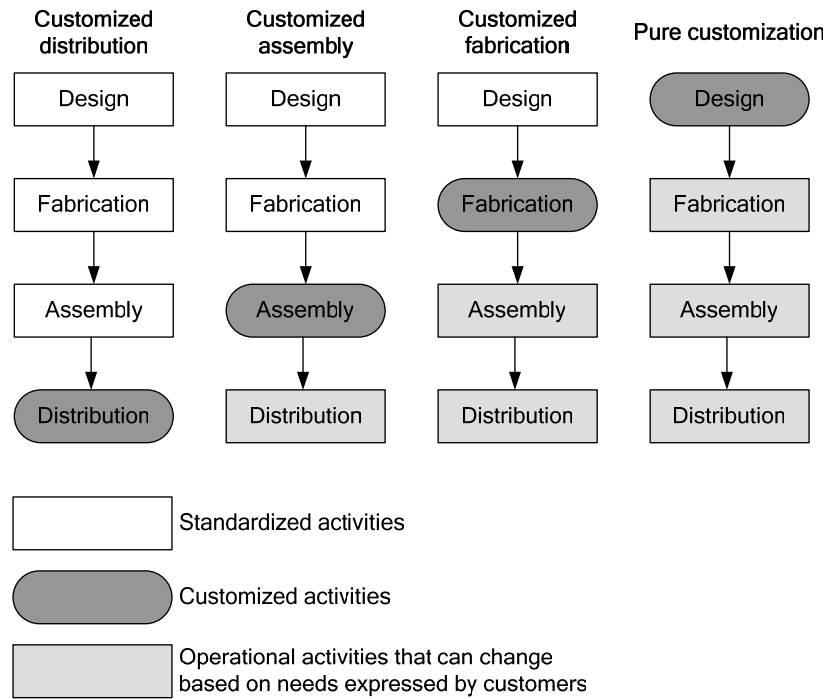 Customized
distribution
Customized
assembly
Customized
fabrication
Pure customization
Design
Design
Design
Design
Fabrication
Fabrication
Fabrication
Fabrication
Assembly
Assembly
Assembly
Assembly
Distribution
Distribution
Distribution
Distribution
Standardized activities
Customized activities
Operational activities that can change
based on needs expressed by customers